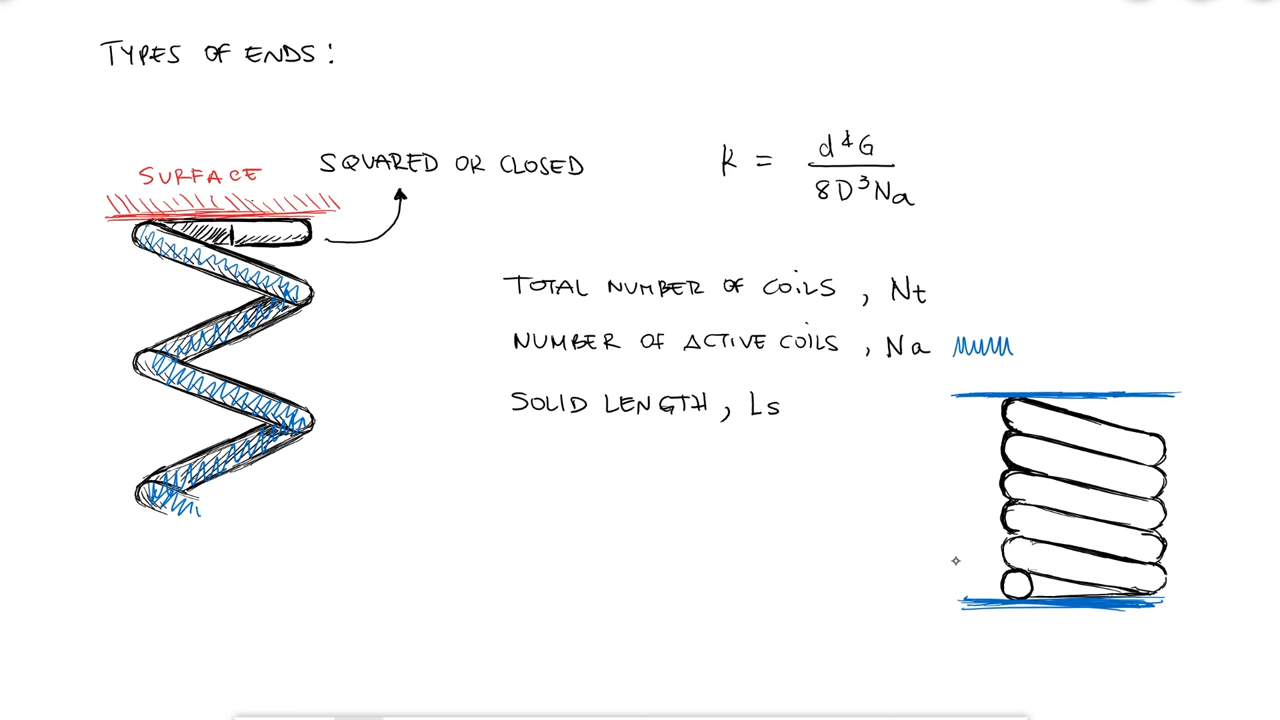 TYPES OF ENDS:
SQUARED OR CLOSED
SURFACE
k = d⁴G / 8D³Na
TOTAL NUMBER OF COILS, Nt
NUMBER OF ACTIVE COILS, Na
SOLID LENGTH, Ls